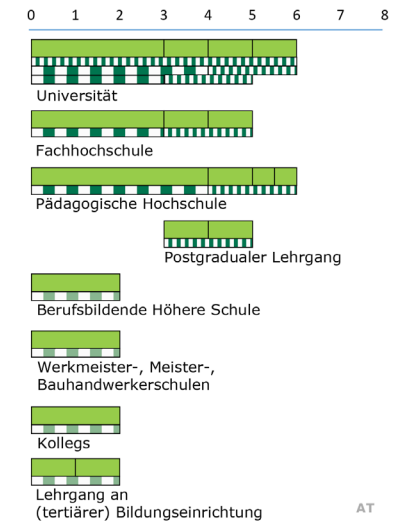 0 1 2 3 4 5 6 7 8
Universität
Fachhochschule
Pädagogische Hochschule
Postgradualer Lehrgang
Berufsbildende Höhere Schule
Werkmeister-, Meister-,
Bauhandwerkerschulen
Kollegs
Lehrgang an
(tertiärer) Bildungseinrichtung
AT